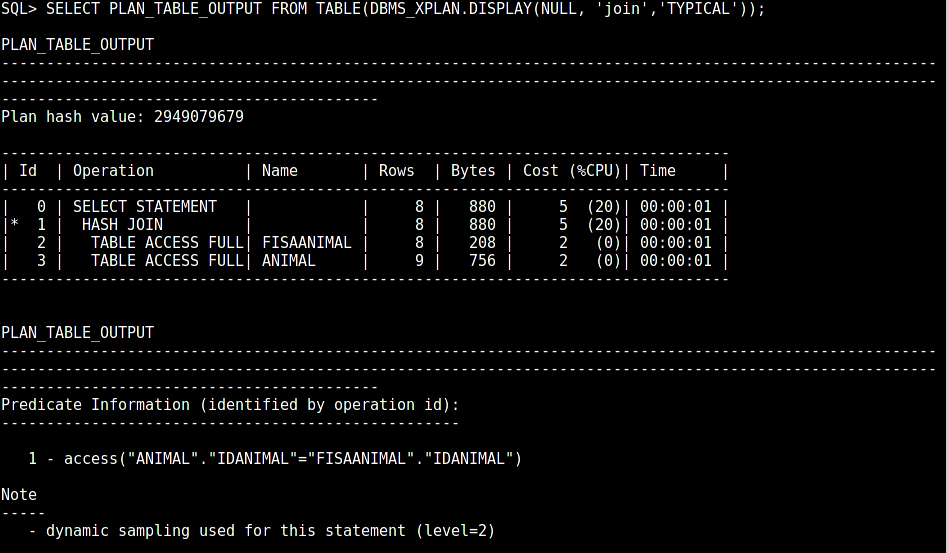 SQL> SELECT PLAN_TABLE_OUTPUT FROM TABLE(DBMS_XPLAN.DISPLAY(NULL, 'join','TYPICAL'));
PLAN_TABLE_OUTPUT
--------------------------------------------------------------------------------------------------------
--------------------------------------------------------------------------------------------------------
------------------------------------------
Plan hash value: 2949079679
---------------------------------------------------------------------------------
| Id  | Operation          | Name       | Rows  | Bytes | Cost (%CPU)| Time     |
---------------------------------------------------------------------------------
|   0 | SELECT STATEMENT   |            |     8 |   880 |     5  (20)| 00:00:01 |
|*  1 |  HASH JOIN         |            |     8 |   880 |     5  (20)| 00:00:01 |
|   2 |   TABLE ACCESS FULL| FISAANIMAL |     8 |   208 |     2   (0)| 00:00:01 |
|   3 |   TABLE ACCESS FULL| ANIMAL     |     9 |   756 |     2   (0)| 00:00:01 |
---------------------------------------------------------------------------------
PLAN_TABLE_OUTPUT
--------------------------------------------------------------------------------------------------------
--------------------------------------------------------------------------------------------------------
------------------------------------------
Predicate Information (identified by operation id):
---------------------------------------------------
   1 - access("ANIMAL"."IDANIMAL"="FISAANIMAL"."IDANIMAL")
Note
-----
   - dynamic sampling used for this statement (level=2)